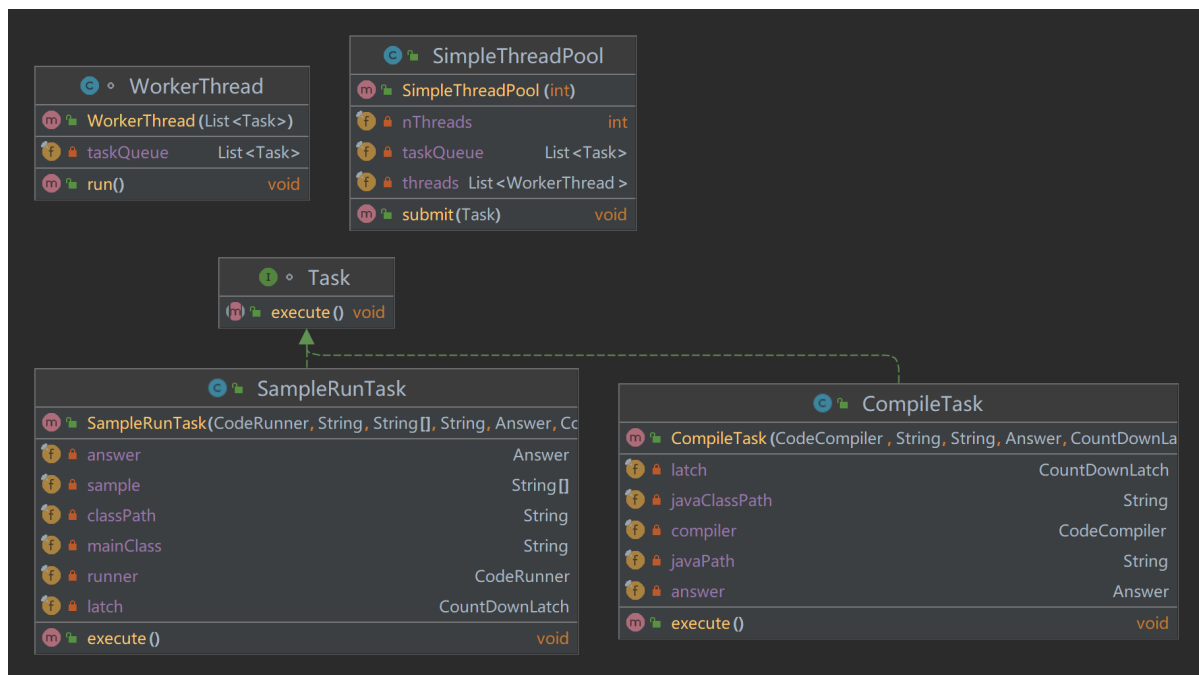 WorkerThread
WorkerThread(List<Task>)
taskQueue List<Task>
run() void
SimpleThreadPool
SimpleThreadPool(int)
nThreads int
taskQueue List<Task>
threads List<WorkerThread>
submit(Task) void
Task
execute() void
SampleRunTask
SampleRunTask(CodeRunner, String, String[], String, Answer, Co
answer Answer
sample String[]
classPath String
mainClass String
runner CodeRunner
latch CountDownLatch
execute() void
CompileTask
CompileTask(CodeCompiler, String, String, Answer, CountDownLa
latch CountDownLatch
javaClassPath String
compiler CodeCompiler
javaPath String
answer Answer
execute() void